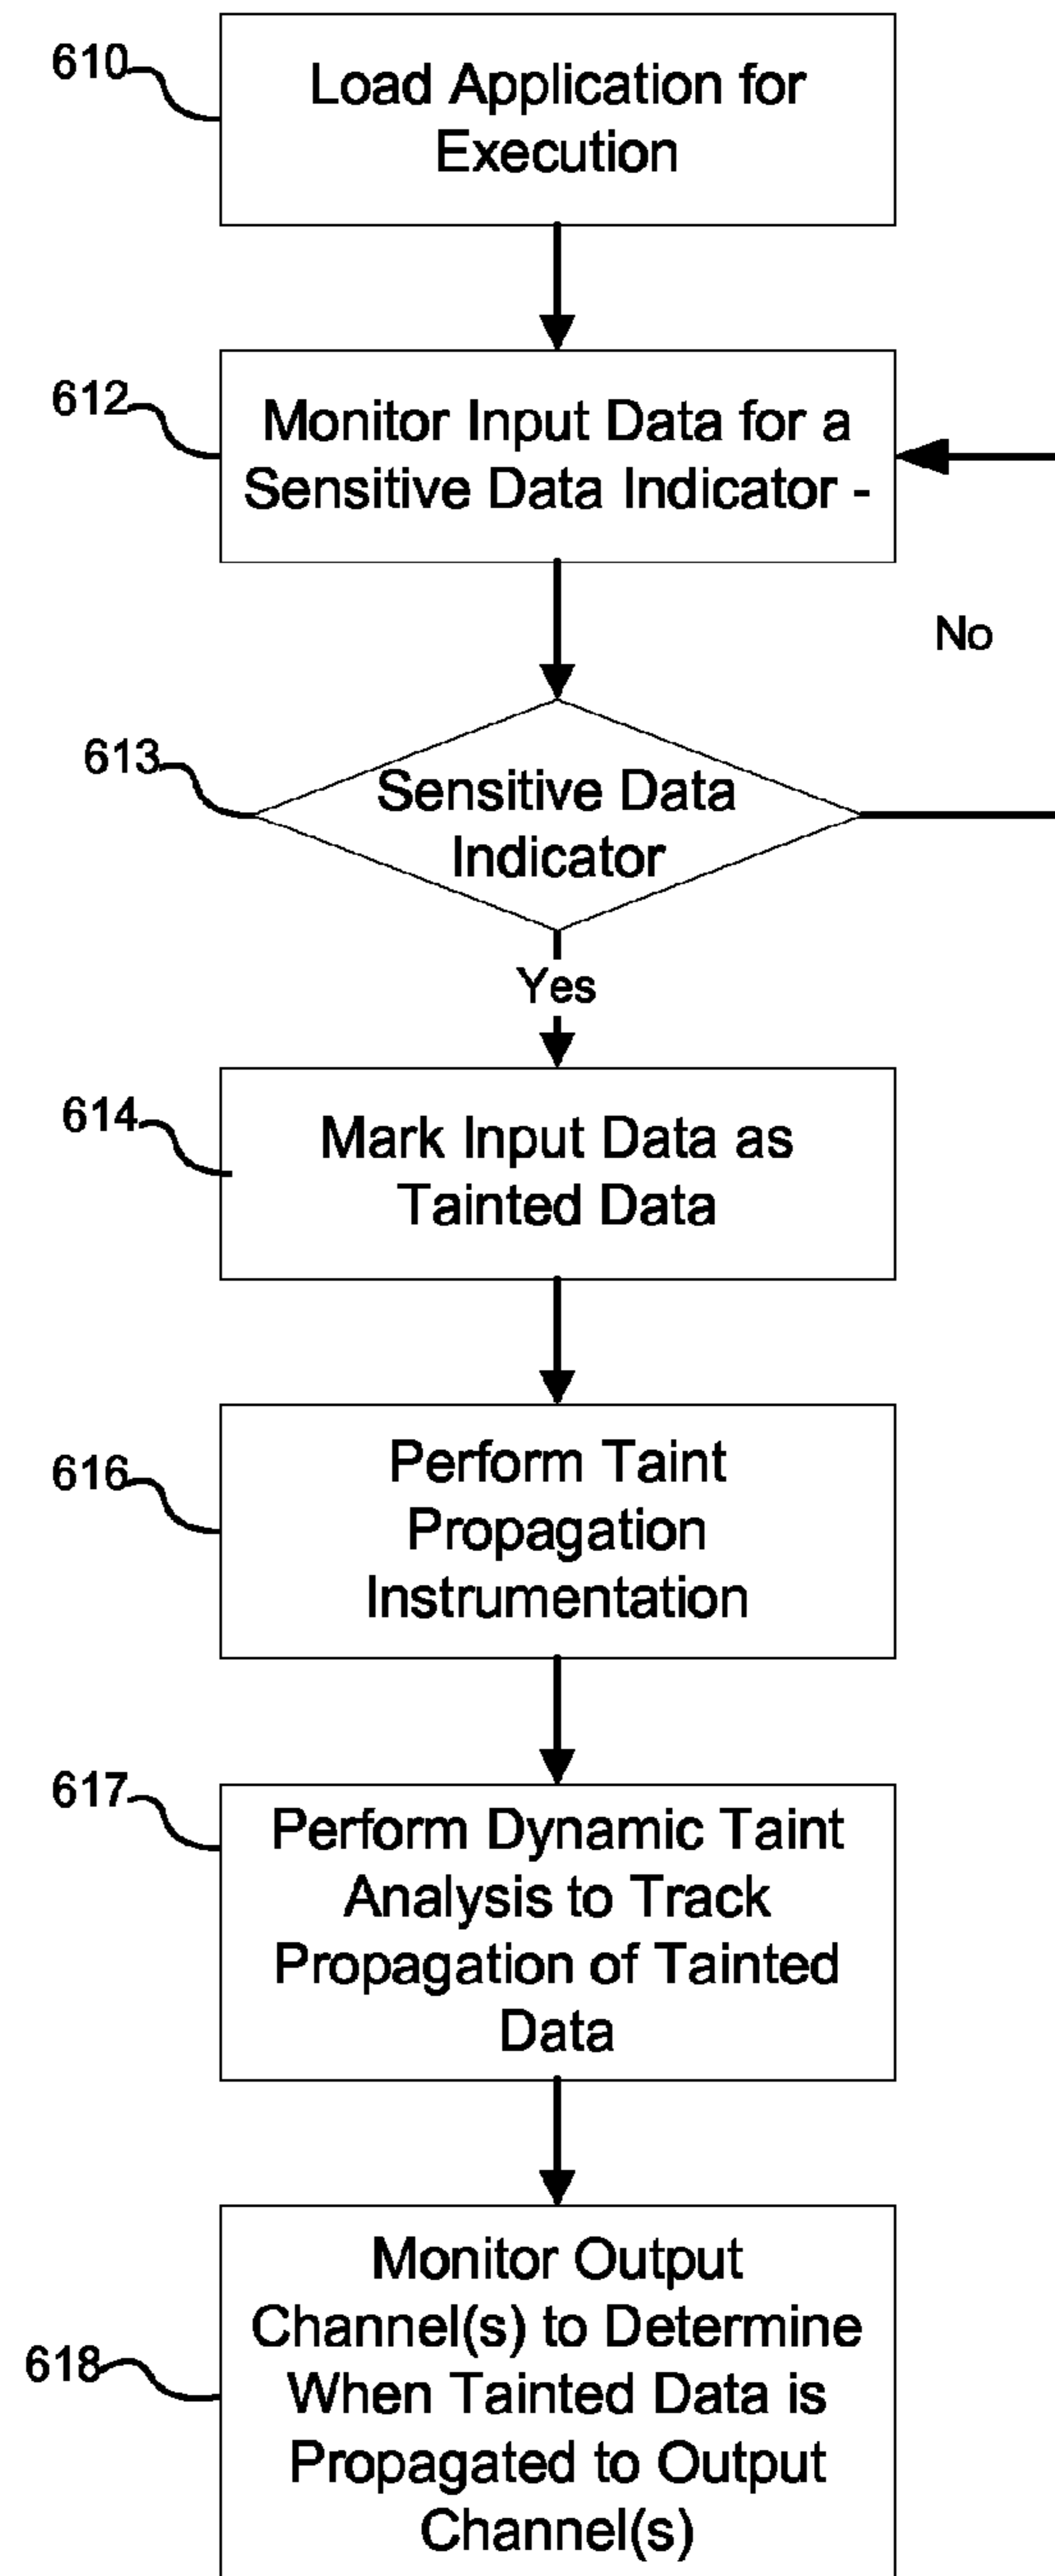 610
Load Application for
Execution
612
Monitor Input Data for a
Sensitive Data Indicator -
No
613
Sensitive Data
Indicator
Yes
614
Mark Input Data as
Tainted Data
616
Perform Taint
Propagation
Instrumentation
617
Perform Dynamic Taint
Analysis to Track
Propagation of Tainted
Data
618
Monitor Output
Channel(s) to Determine
When Tainted Data is
Propagated to Output
Channel(s)